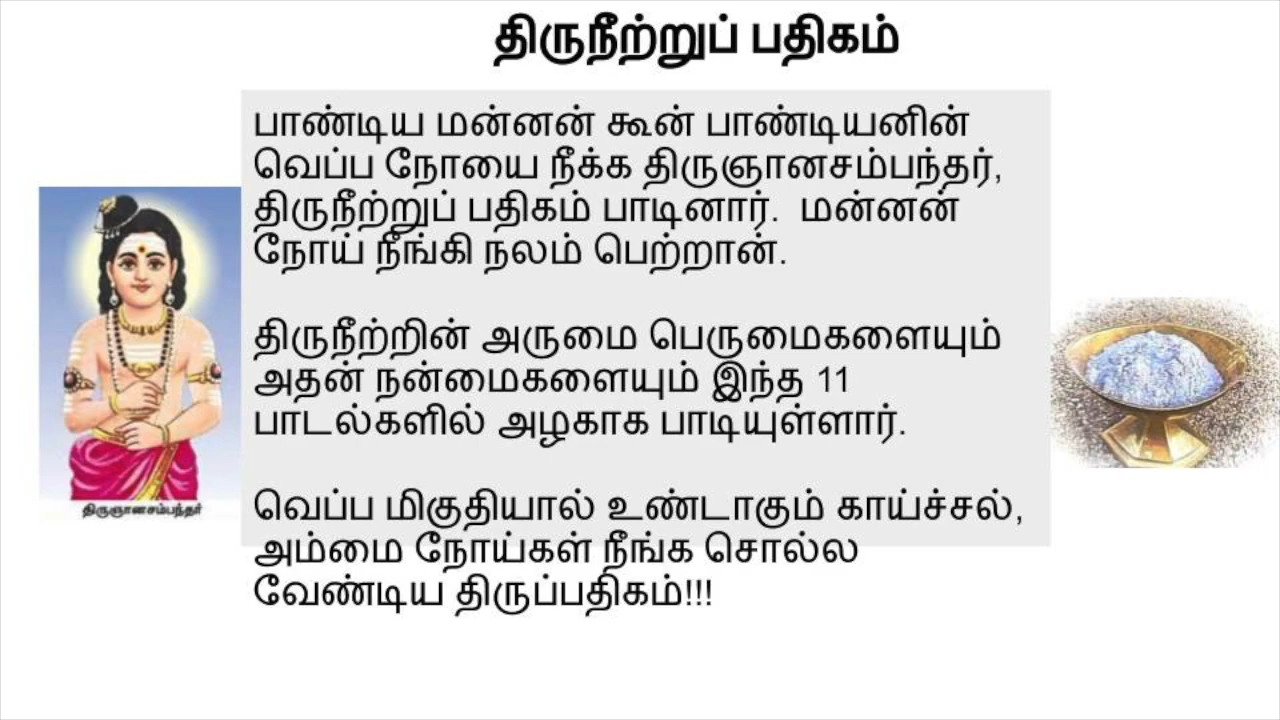 திருநீற்றுப் பதிகம்
பாண்டிய மன்னன் கூன் பாண்டியனின்
வெப்ப நோயை நீக்க திருஞானசம்பந்தர்,
திருநீற்றுப் பதிகம் பாடினார். மன்னன்
நோய் நீங்கி நலம் பெற்றான்.
திருநீற்றின் அருமை பெருமைகளையும்
அதன் நன்மைகளையும் இந்த 11
பாடல்களில் அழகாக பாடியுள்ளார்.
வெப்ப மிகுதியால் உண்டாகும் காய்ச்சல்,
அம்மை நோய்கள் நீங்க சொல்ல
வேண்டிய திருப்பதிகம்!!!
திருஞானசம்பந்தர்